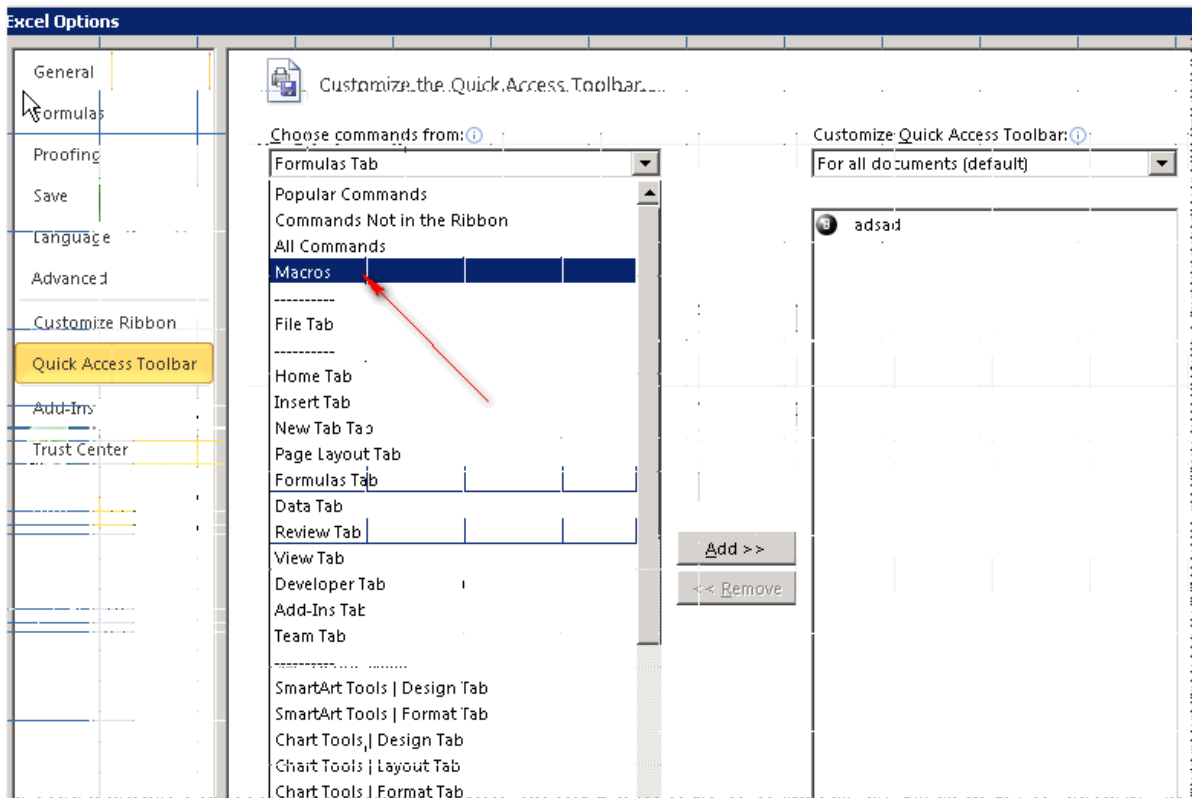 Excel Options
General
Formulas
Proofing
Save
Language
Advanced
Customize Ribbon
Quick Access Toolbar
Add-Ins
Trust Center
Customize the Quick Access Toolbar.
Choose commands from:
Formulas Tab
Popular Commands
Commands Not in the Ribbon
All Commands
Macros
----------
File Tab
----------
Home Tab
Insert Tab
New Tab Tab
Page Layout Tab
Formulas Tab
Data Tab
Review Tab
View Tab
Developer Tab
Add-Ins Tab
Team Tab
----------
SmartArt Tools | Design Tab
SmartArt Tools | Format Tab
Chart Tools | Design Tab
Chart Tools | Layout Tab
Chart Tools | Format Tab
Add >>
<< Remove
Customize Quick Access Toolbar:
For all documents (default)
adsad